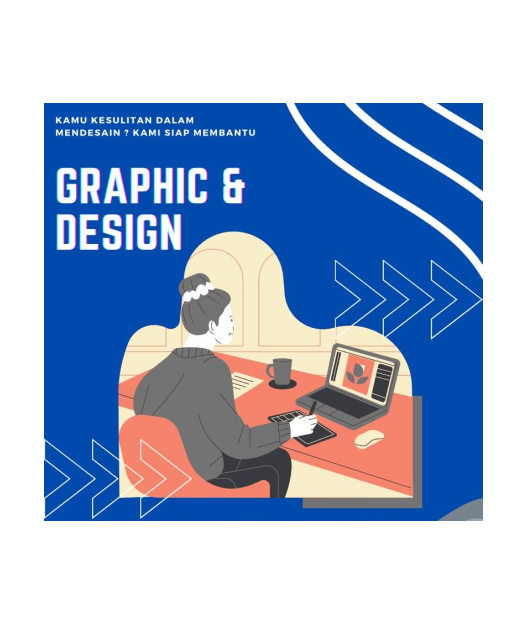 KAMU KESULITAN DALAM
MENDESAIN ? KAMI SIAP MEMBANTU
GRAPHIC &
DESIGN